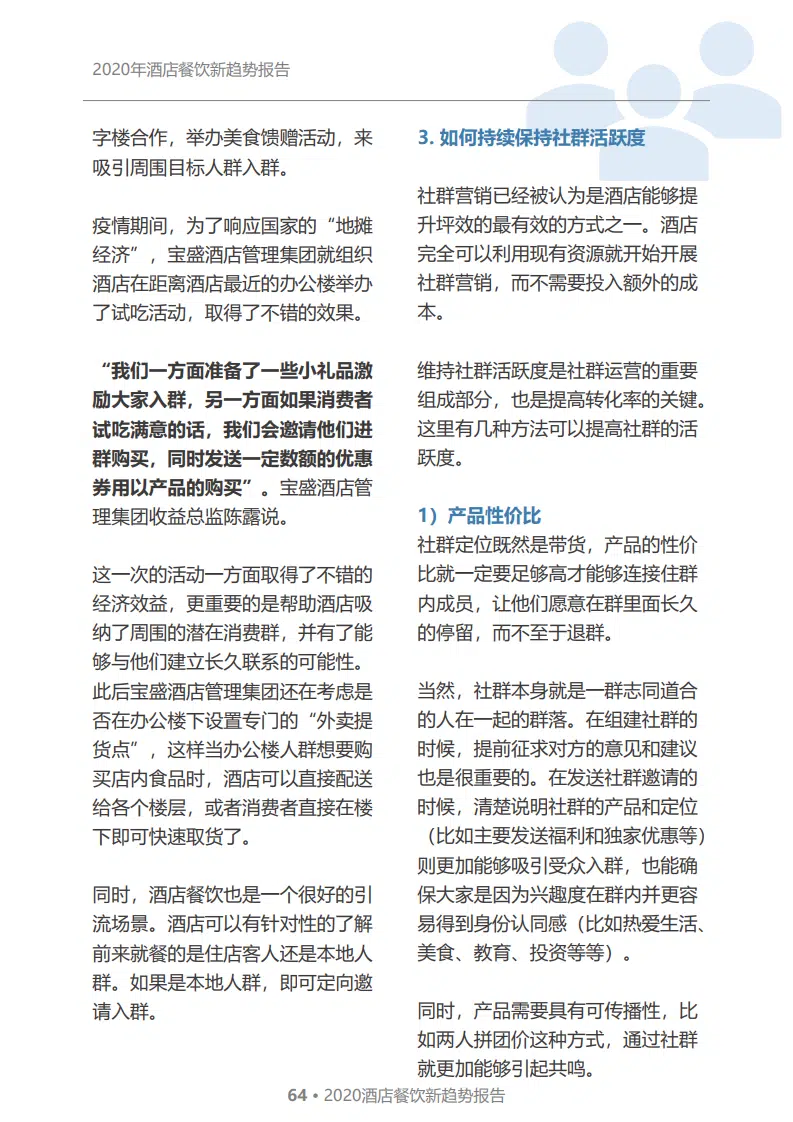 2020年酒店餐饮新趋势报告
字楼合作，举办美食馈赠活动，来
吸引周围目标人群入群。
疫情期间，为了响应国家的“地摊
经济”，宝盛酒店管理集团就组织
酒店在距离酒店最近的办公楼举办
了试吃活动，取得了不错的效果。
“我们一方面准备了一些小礼品激
励大家入群，另一方面如果消费者
试吃满意的话，我们会邀请他们进
群购买，同时发送一定数额的优惠
券用以产品的购买”。宝盛酒店管
理集团收益总监陈露说。
这一次的活动一方面取得了不错的
经济效益，更重要的是帮助酒店吸
纳了周围的潜在消费群，并有了能
够与他们建立长久联系的可能性。
此后宝盛酒店管理集团还在考虑是
否在办公楼下设置专门的“外卖提
货点”，这样当办公楼人群想要购
买店内食品时，酒店可以直接配送
给各个楼层，或者消费者直接在楼
下即可快速取货了。
同时，酒店餐饮也是一个很好的引
流场景。酒店可以有针对性的了解
前来就餐的是住店客人还是本地人
群。如果是本地人群，即可定向邀
请入群。
3. 如何持续保持社群活跃度
社群营销已经被认为是酒店能够提
升坪效的最有效的方式之一。酒店
完全可以利用现有资源就开始开展
社群营销，而不需要投入额外的成
本。
维持社群活跃度是社群运营的重要
组成部分，也是提高转化率的关键。
这里有几种方法可以提高社群的活
跃度。
1）产品性价比
社群定位既然是带货，产品的性价
比就一定要足够高才能够连接住群
内成员，让他们愿意在群里面长久
的停留，而不至于退群。
当然，社群本身就是一群志同道合
的人在一起的群落。在组建社群的
时候，提前征求对方的意见和建议
也是很重要的。在发送社群邀请的
时候，清楚说明社群的产品和定位
（比如主要发送福利和独家优惠等）
则更加能够吸引受众入群，也能确
保大家是因为兴趣度在群内并更容
易得到身份认同感（比如热爱生活、
美食、教育、投资等等）。
同时，产品需要具有可传播性，比
如两人拼团价这种方式，通过社群
就更加能够引起共鸣。
64 • 2020酒店餐饮新趋势报告